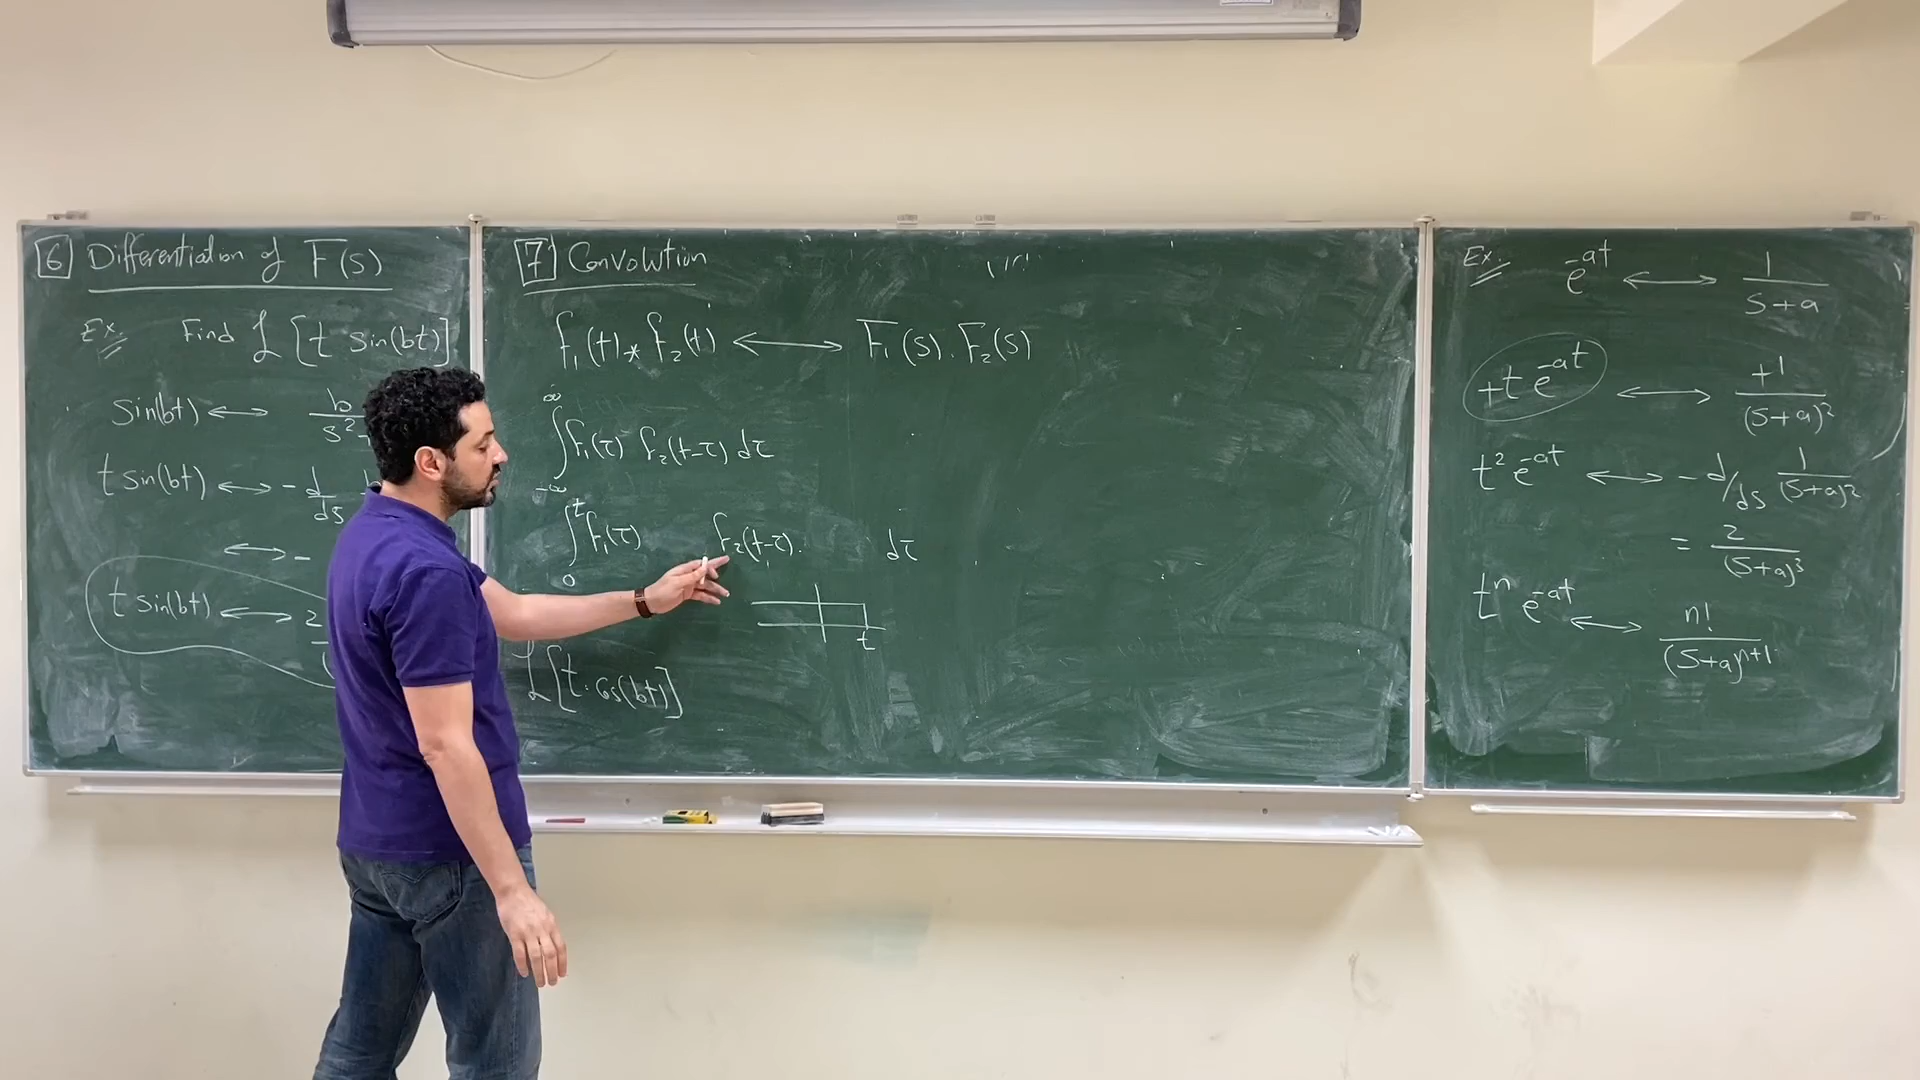 6 Differentiation of F(s)
Ex. Find ℒ[t sin(bt)]
sin(bt) ↔ b
s²
t sin(bt) ↔ - d/ds b
↔ -
t sin(bt) ↔ 2
7 Convolution
f₁(t) * f₂(t) ↔ F₁(s) . F₂(s)
∫_{-∞}^{∞} f₁(τ) f₂(t-τ) dτ
∫_0^t f₁(τ) f₂(t-τ). dτ
t
ℒ[t . Cos(bt)]
Ex. e^{-at} ↔ 1/(s+a)
+t e^{-at} ↔ +1/(s+a)²
t² e^{-at} ↔ - d/ds 1/(s+a)²
= 2/(s+a)³
tⁿ e^{-at} ↔ n!/(s+a)^{n+1}